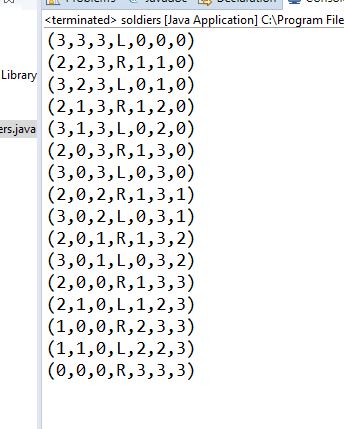 <terminated> soldiers [Java Application] C:\Program File
(3,3,3,L,0,0,0)
(2,2,3,R,1,1,0)
(3,2,3,L,0,1,0)
(2,1,3,R,1,2,0)
(3,1,3,L,0,2,0)
(2,0,3,R,1,3,0)
(3,0,3,L,0,3,0)
(2,0,2,R,1,3,1)
(3,0,2,L,0,3,1)
(2,0,1,R,1,3,2)
(3,0,1,L,0,3,2)
(2,0,0,R,1,3,3)
(2,1,0,L,1,2,3)
(1,0,0,R,2,3,3)
(1,1,0,L,2,2,3)
(0,0,0,R,3,3,3)
Library
ers.java